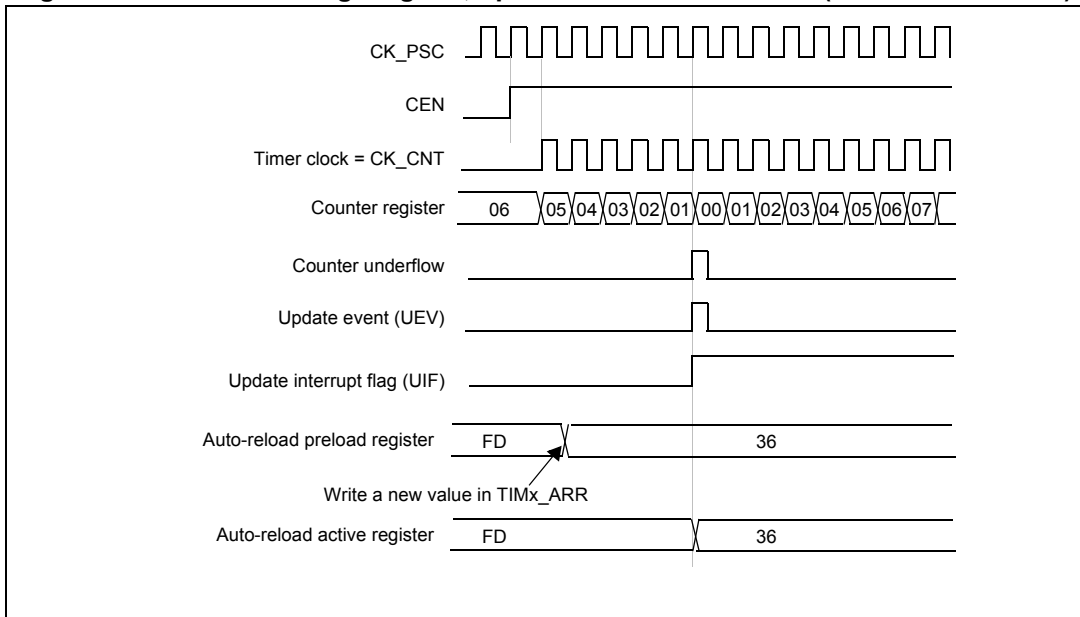 CK_PSC
CEN
Timer clock = CK_CNT
Counter register 06 05 04 03 02 01 00 01 02 03 04 05 06 07
Counter underflow
Update event (UEV)
Update interrupt flag (UIF)
Auto-reload preload register FD 36
Write a new value in TIMx_ARR
Auto-reload active register FD 36